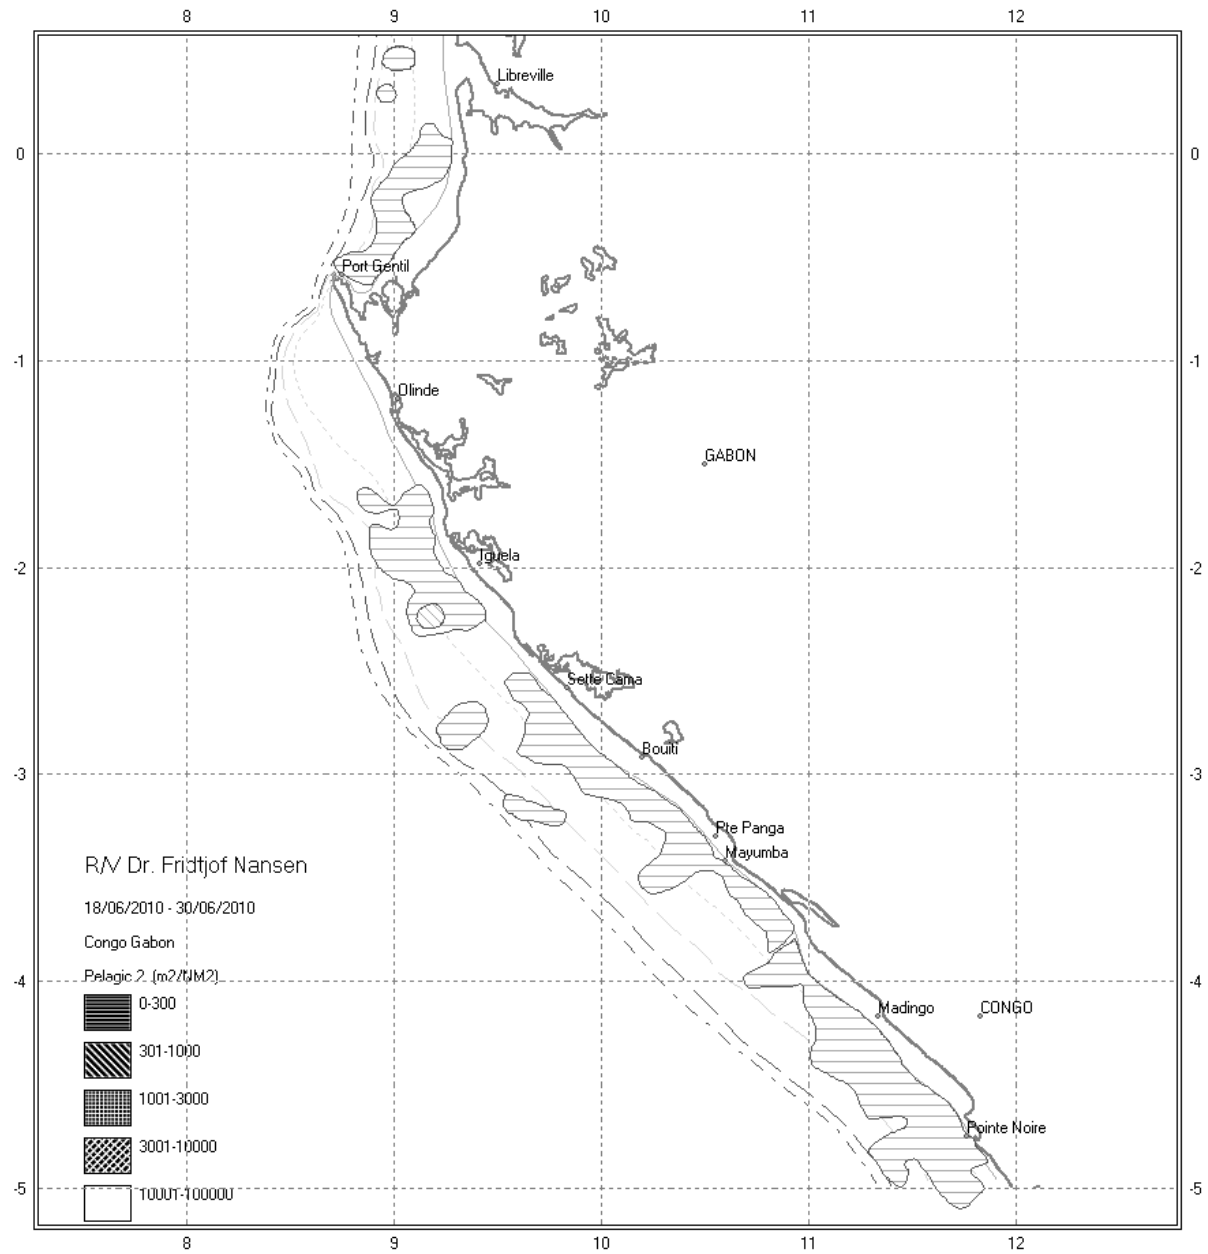 8 9 10 11 12
Libreville
0 0
Port Gentil
-1 -1
Olinde
GABON
Iguela
-2 -2
Sette Cama
Bouiti
-3 -3
Pte Panga
Mayumba
R/V Dr. Fridtjof Nansen
18/06/2010 - 30/06/2010
Congo Gabon
Pelagic 2 (m2/NM2)
-4 -4
0-300
Madingo CONGO
301-1000
1001-3000
Pointe Noire
3001-10000
10001-100000
-5 -5
8 9 10 11 12